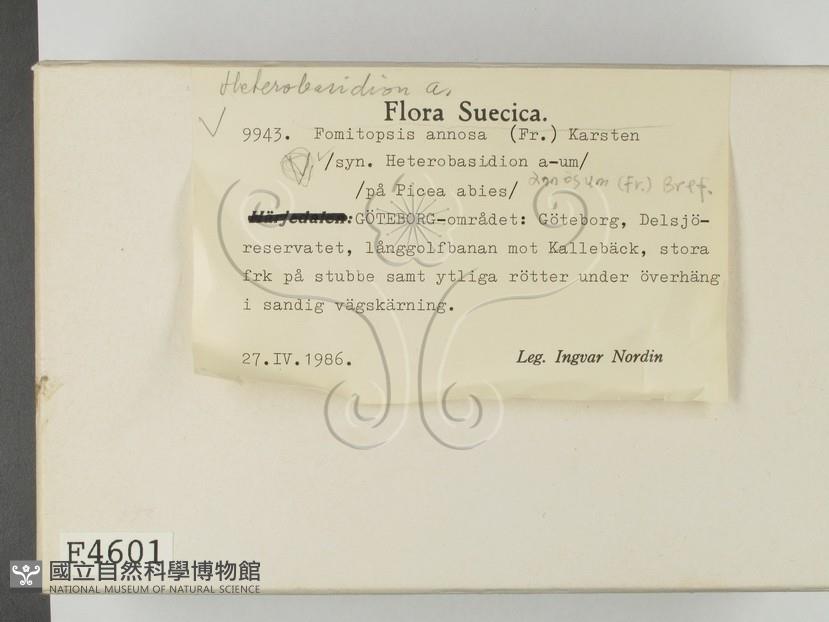 Heterobasidion a.
Flora Suecica.
9943. Fomitopsis annosa (Fr.) Karsten
/syn. Heterobasidion a-um/
annosum (Fr.) Bref.
/på Picea abies/
Härjedalen: GÖTEBORG-området: Göteborg, Delsjö-
reservatet, långgolfbanan mot Kallebäck, stora
frk på stubbe samt ytliga rötter under överhäng
i sandig vägskärning.
27.IV.1986. Leg. Ingvar Nordin
F4601
國立自然科學博物館
NATIONAL MUSEUM OF NATURAL SCIENCE